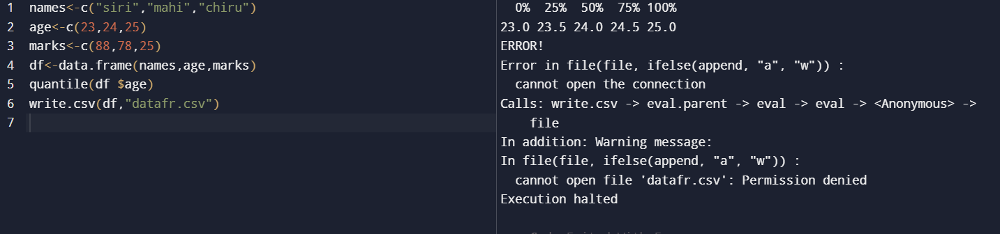 1 names<-c("siri","mahi","chiru")
2 age<-c(23,24,25)
3 marks<-c(88,78,25)
4 df<-data.frame(names,age,marks)
5 quantile(df $age)
6 write.csv(df,"datafr.csv")
7
0% 25% 50% 75% 100%
23.0 23.5 24.0 24.5 25.0
ERROR!
Error in file(file, ifelse(append, "a", "w")) :
cannot open the connection
Calls: write.csv -> eval.parent -> eval -> eval -> <Anonymous> ->
file
In addition: Warning message:
In file(file, ifelse(append, "a", "w")) :
cannot open file 'datafr.csv': Permission denied
Execution halted